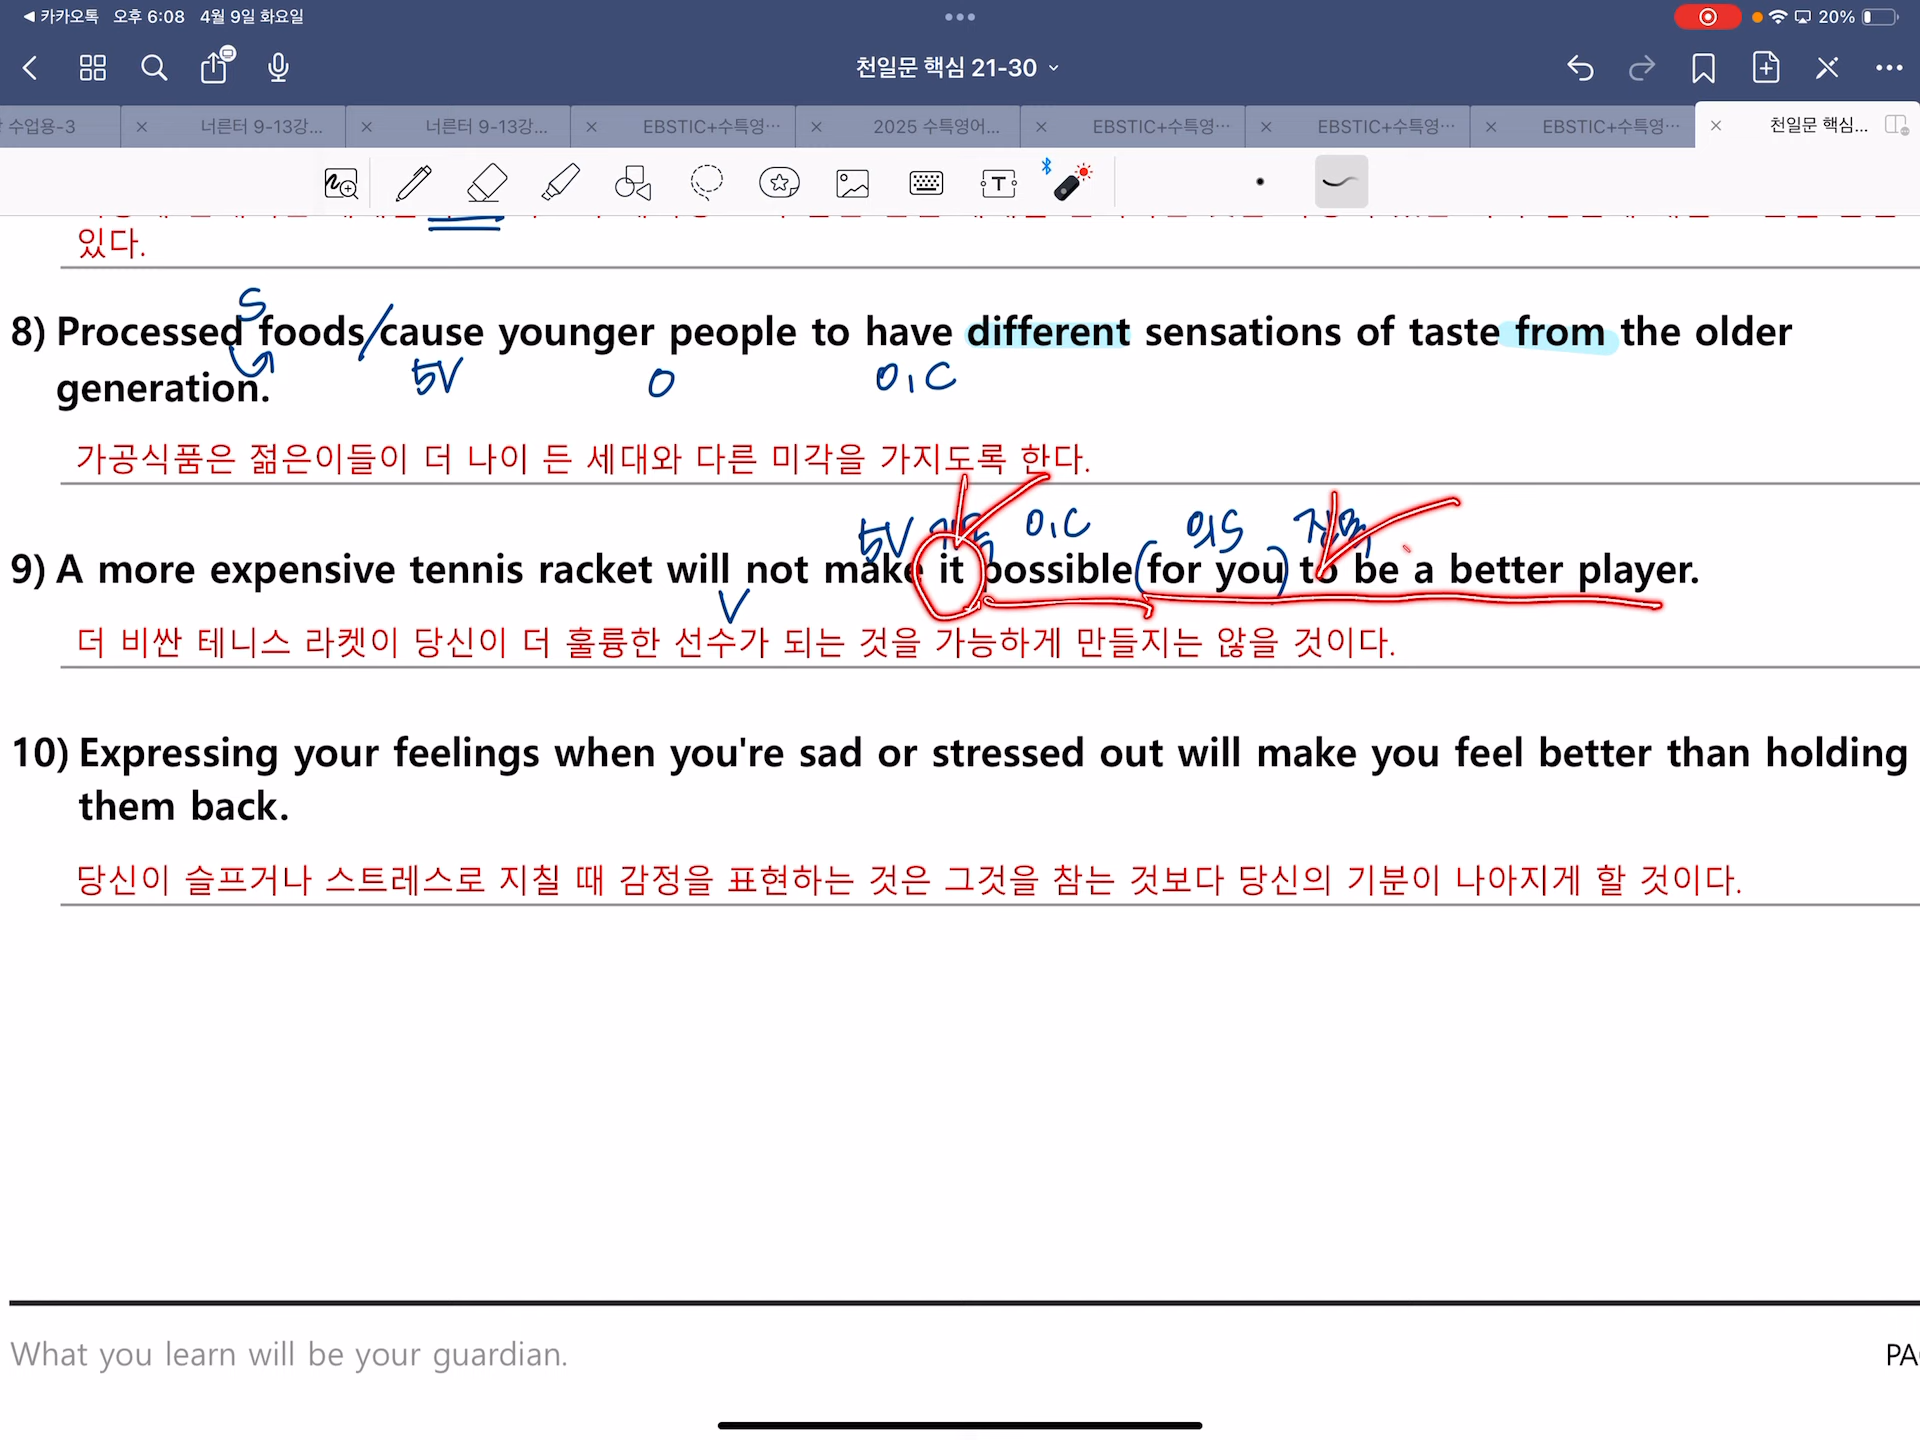 카카오톡 오후 6:08 4월 9일 화요일 20%
천일문 핵심 21-30
수업용-3 너른터 9-13강... 너른터 9-13강... EBSTIC+수특영... 2025 수특영어... EBSTIC+수특영... EBSTIC+수특영... EBSTIC+수특영... 천일문 핵심...
있다.
S
8) Processed foods/cause younger people to have different sensations of taste from the older
generation.
5V O O,C
가공식품은 젊은이들이 더 나이 든 세대와 다른 미각을 가지도록 한다.
5V O,C 의S
9) A more expensive tennis racket will not make it possible (for you) to be a better player.
V
더 비싼 테니스 라켓이 당신이 더 훌륭한 선수가 되는 것을 가능하게 만들지는 않을 것이다.
10) Expressing your feelings when you're sad or stressed out will make you feel better than holding
them back.
당신이 슬프거나 스트레스로 지칠 때 감정을 표현하는 것은 그것을 참는 것보다 당신의 기분이 나아지게 할 것이다.
What you learn will be your guardian.